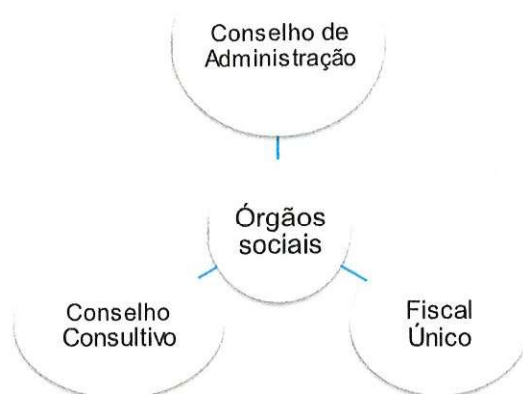 Conselho de
Administração
Órgãos
sociais
Conselho
Consultivo
Fiscal
Único